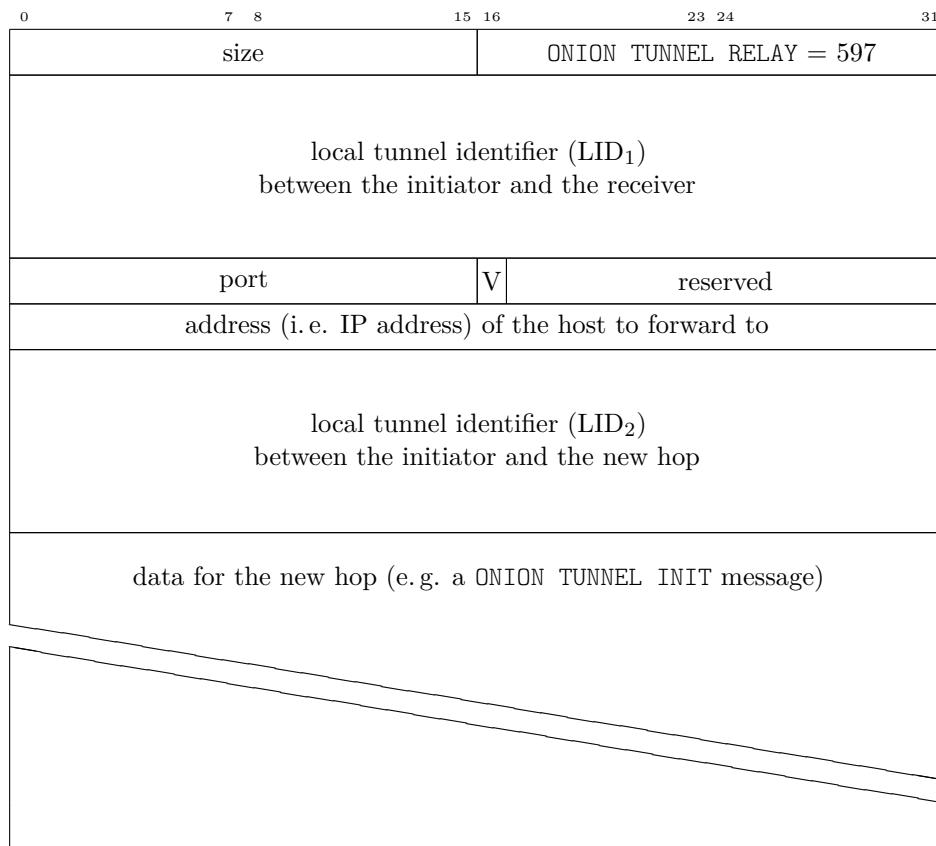 0 7 8 15 16 23 24 31
size ONION TUNNEL RELAY = 597
local tunnel identifier (LID₁)
between the initiator and the receiver
port V reserved
address (i. e. IP address) of the host to forward to
local tunnel identifier (LID₂)
between the initiator and the new hop
data for the new hop (e. g. a ONION TUNNEL INIT message)